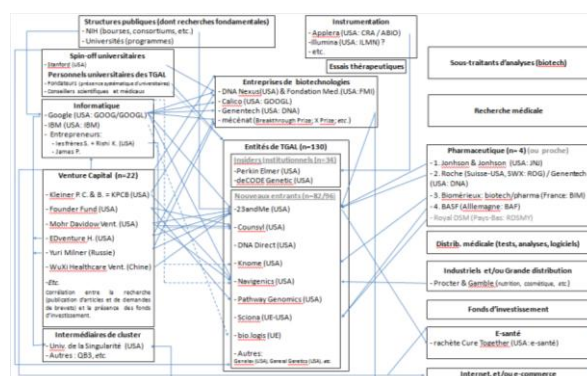 Structures publiques (dont recherches fondamentales)
- NIH (bourses, consortiums, etc.)
- Universités (programmes)
Instrumentation
- Applera (USA: CRA / ABIO)
-illumina (USA: ILMN) ?
- etc.
Spin-off universitaires
- Stanford (USA)
Personnels universitaires des TGAL
- Conseillers scientifiques et médicaux
Essais thérapeutiques
Entreprises de biotechnologies
- DNA Nexus(USA) & Fondation Med.(USA: FMI)
- Calico (USA: GOOGL)
- Genentech (USA: DNA)
- mécénat(Breakthrough Prize; X Prize; etc.)
Sous-traitants d'analyses (biotech)
Informatique
- Google (USA: GOOG/GOOGL)
- IBM (USA: IBM)
- Entrepreneurs:
- les frères S. + Rishi K. (USA)
- James P.
Recherche médicale
Entités de TGAL (n=130)
Insiders Institutionnels (n=34)
-Perkin Elmer (USA)
-deCODE Genetic (USA)
Nouveaux entrants (n=82/96)
-23andMe (USA)
- Counsyl (USA)
- DNA Direct (USA)
- Knome (USA)
- Navigenics (USA)
- Pathway Genomics (USA)
- Sciona (UE-USA)
- bio.logis (UE)
- Autres:
Pharmaceutique (n= 4) (ou proche)
- 1. Jonhson & Jonhson (USA: JNJ)
- 2. Roche (Suisse-USA, SWX: ROG) / Genentech
(USA: DNA)
- 3. Biomérieux: biotech/pharma (France: BIM)
- 4. BASF (Allemagne: BAF)
- Royal DSM (Pays-Bas: RDSMY)
Venture Capital (n=22)
- Kleiner P. C. & B. = KPCB (USA)
- Founder Fund (USA)
- Mohr Davidow Vent. (USA)
- EDventure H. (USA)
- Yuri Milner (Russie)
- WuXi Healthcare Vent. (Chine)
-Etc.
Corrélation entre la recherche
(publication d'articles et de demandes
de brevets) et la présence des fonds
d'investissement.
Distrib. médicale (tests, analyses, logiciels)
Industriels et/ou Grande distribution
- Procter & Gamble (nutrition, cosmétique, etc.)
Fonds d'investissement
Intermédiaires de cluster
- Univ. de la Singularité (USA)
- Autres : QB3, etc.
E-santé
- rachète Cure Together (USA: e-santé)
Internet, et/ou e-commerce